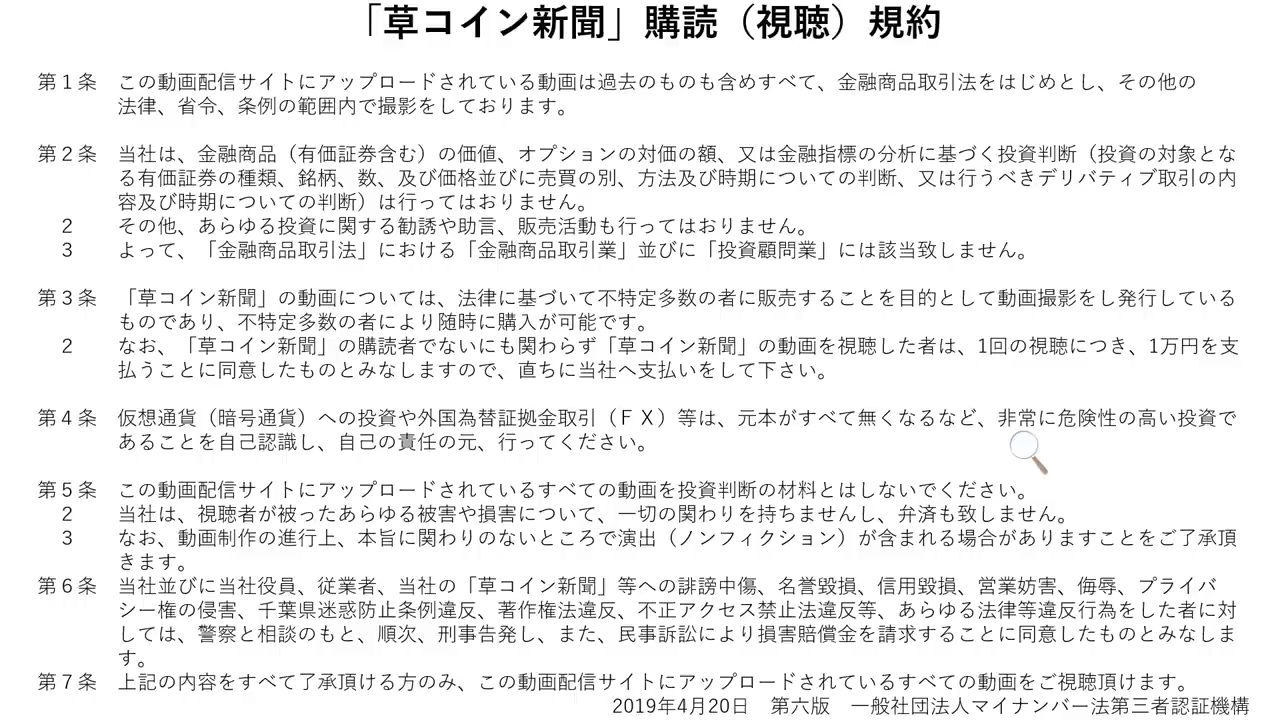 「草コイン新聞」購読（視聴）規約
第1条 この動画配信サイトにアップロードされている動画は過去のものも含めすべて、金融商品取引法をはじめとし、その他の
法律、省令、条例の範囲内で撮影をしております。
第2条 当社は、金融商品（有価証券含む）の価値、オプションの対価の額、又は金融指標の分析に基づく投資判断（投資の対象とな
る有価証券の種類、銘柄、数、及び価格並びに売買の別、方法及び時期についての判断、又は行うべきデリバティブ取引の内
容及び時期についての判断）は行ってはおりません。
2 その他、あらゆる投資に関する勧誘や助言、販売活動も行ってはおりません。
3 よって、「金融商品取引法」における「金融商品取引業」並びに「投資顧問業」には該当致しません。
第3条 「草コイン新聞」の動画については、法律に基づいて不特定多数の者に販売することを目的として動画撮影をし発行している
ものであり、不特定多数の者により随時に購入が可能です。
2 なお、「草コイン新聞」の購読者でないにも関わらず「草コイン新聞」の動画を視聴した者は、1回の視聴につき、1万円を支
払うことに同意したものとみなしますので、直ちに当社へ支払いをして下さい。
第4条 仮想通貨（暗号通貨）への投資や外国為替証拠金取引（ＦＸ）等は、元本がすべて無くなるなど、非常に危険性の高い投資で
あることを自己認識し、自己の責任の元、行ってください。
第5条 この動画配信サイトにアップロードされているすべての動画を投資判断の材料とはしないでください。
2 当社は、視聴者が被ったあらゆる被害や損害について、一切の関わりを持ちませんし、弁済も致しません。
3 なお、動画制作の進行上、本旨に関わりのないところで演出（ノンフィクション）が含まれる場合がありますことをご了承頂
きます。
第6条 当社並びに当社役員、従業者、当社の「草コイン新聞」等への誹謗中傷、名誉毀損、信用毀損、営業妨害、侮辱、プライバ
シー権の侵害、千葉県迷惑防止条例違反、著作権法違反、不正アクセス禁止法違反等、あらゆる法律等違反行為をした者に対
しては、警察と相談のもと、順次、刑事告発し、また、民事訴訟により損害賠償金を請求することに同意したものとみなしま
す。
第7条 上記の内容をすべて了承頂ける方のみ、この動画配信サイトにアップロードされているすべての動画をご視聴頂けます。
2019年4月20日 第六版 一般社団法人マイナンバー法第三者認証機構